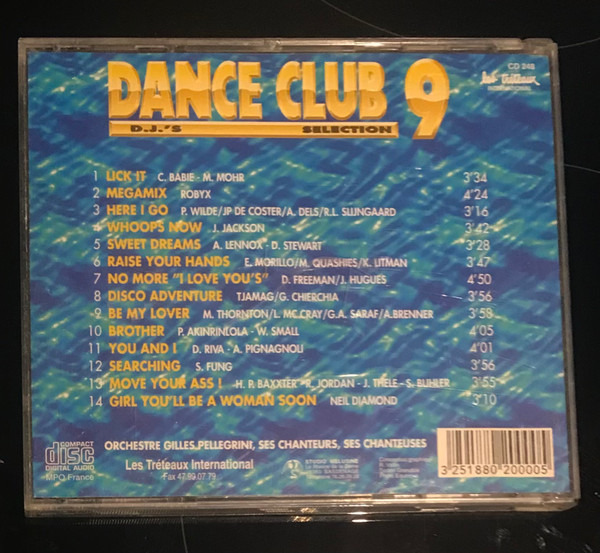 CD 248
DANCE CLUB 9
Les Tréteaux
INTERNATIONAL
D.J.'S SELECTION
1 LICK IT C. BABIE - M. MOHR 3'34
2 MEGAMIX ROBYX 4'24
3 HERE I GO P. WILDE/JP DE COSTER/A. DELS/R.L. SLIJNGAARD 3'16
4 WHOOPS NOW J. JACKSON 3'42
5 SWEET DREAMS A. LENNOX - D. STEWART 3'28
6 RAISE YOUR HANDS E. MORILLO/M. QUASHIES/K. LITMAN 3'47
7 NO MORE "I LOVE YOU'S" D. FREEMAN/J. HUGUES 4'50
8 DISCO ADVENTURE TJAMAG/G. CHIERCHIA 3'56
9 BE MY LOVER M. THORNTON/L. MCCRAY/G.A. SARAF/A.BRENNER 3'58
10 BROTHER P. AKINRINLOLA - W. SMALL 4'05
11 YOU AND I D. RIVA - A. PIGNAGNOLI 4'01
12 SEARCHING S. FUNG 3'56
13 MOVE YOUR ASS ! H. P. BAXXTER - R. JORDAN - J. THELE - S. BUHLER 3'55
14 GIRL YOU'LL BE A WOMAN SOON NEIL DIAMOND 3'10
ORCHESTRE GILLES PELLEGRINI, SES CHANTEURS, SES CHANTEUSES
COMPACT
disc
DIGITAL AUDIO
MPO France
Les Tréteaux International
Fax 47.89.07.79
STUDIO MELUSINE
3 251880 200005